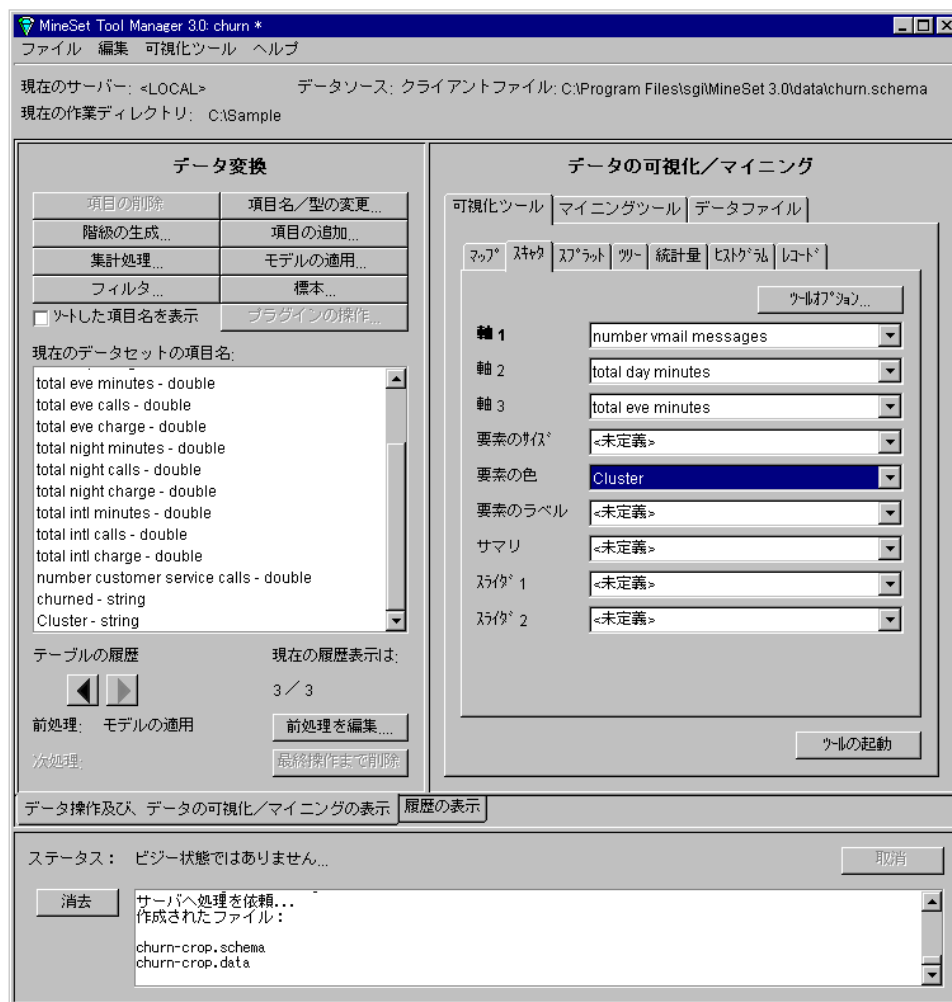 MineSet Tool Manager 3.0: churn *
ファイル 編集 可視化ツール ヘルプ
現在のサーバー: <LOCAL> データソース: クライアントファイル: C:\Program Files\sgi\MineSet 3.0\data\churn.schema
現在の作業ディレクトリ: C:\Sample
データ変換
項目の削除 項目名/型の変更...
階級の生成... 項目の追加...
集計処理... モデルの適用...
フィルタ... 標本...
ソートした項目名を表示 プラグインの操作...
現在のデータセットの項目名:
total eve minutes - double
total eve calls - double
total eve charge - double
total night minutes - double
total night calls - double
total night charge - double
total intl minutes - double
total intl calls - double
total intl charge - double
number customer service calls - double
churned - string
Cluster - string
テーブルの履歴 現在の履歴表示は:
3/3
前処理: モデルの適用 前処理を編集....
次処理: 最終操作まで削除
データの可視化/マイニング
可視化ツール マイニングツール データファイル
マップ スキャタ スプラット ツリー 統計量 ヒストグラム レコード
ツールオプション...
軸 1 number vmail messages
軸 2 total day minutes
軸 3 total eve minutes
要素のサイズ <未定義>
要素の色 Cluster
要素のラベル <未定義>
サマリ <未定義>
スライダ 1 <未定義>
スライダ 2 <未定義>
ツールの起動
データ操作及び、データの可視化/マイニングの表示 履歴の表示
ステータス: ビジー状態ではありません... 取消
消去
サーバへ処理を依頼...
作成されたファイル:
churn-crop.schema
churn-crop.data